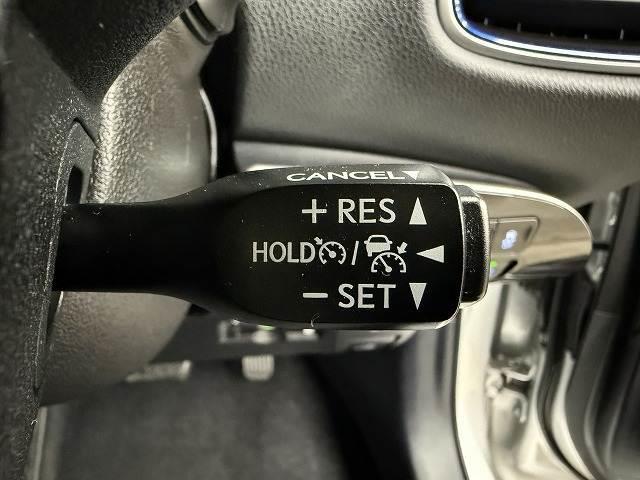 CANCEL▼
+ RES ▲
HOLD / ◀
− SET ▼